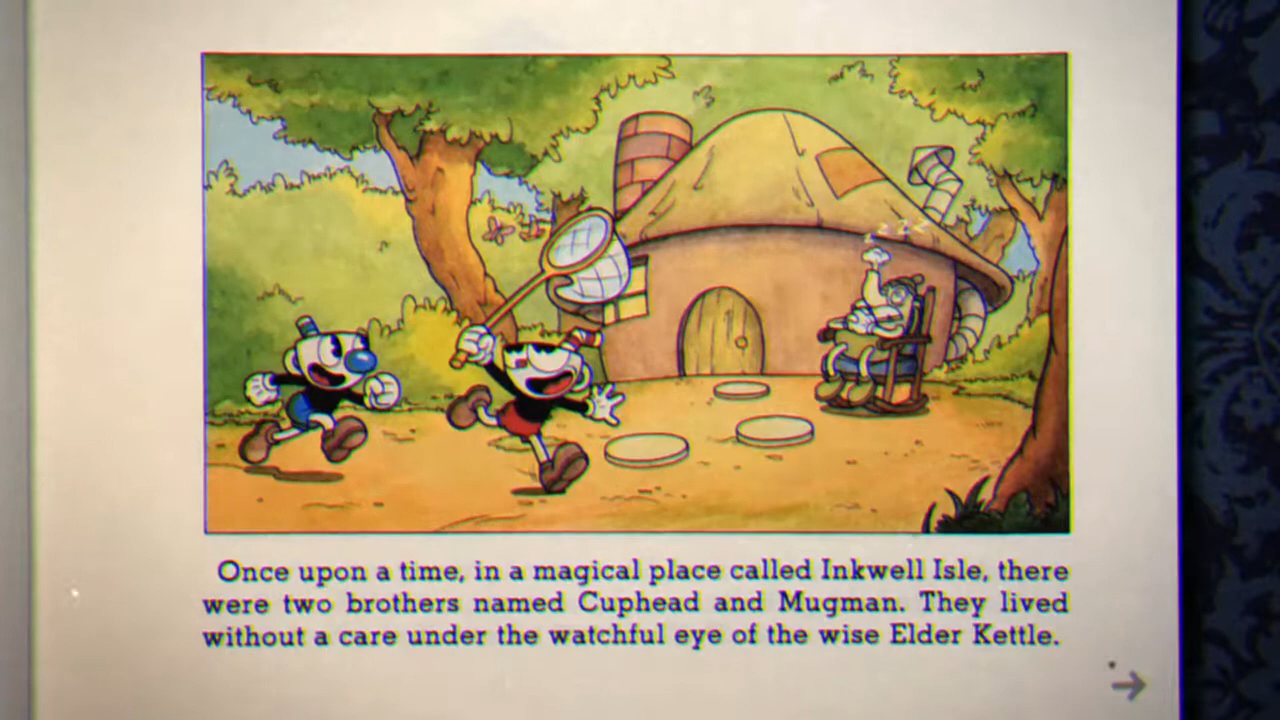 zzzz
Once upon a time, in a magical place called Inkwell Isle, there
were two brothers named Cuphead and Mugman. They lived
without a care under the watchful eye of the wise Elder Kettle.